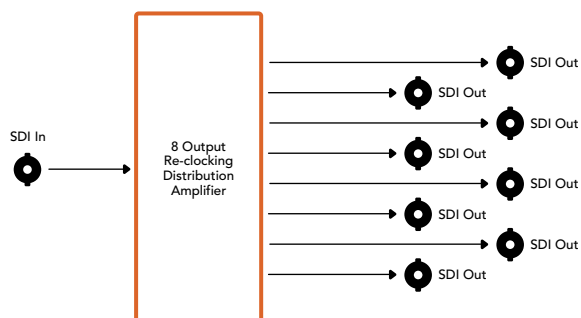 SDI In
8 Output
Re-clocking
Distribution
Amplifier
SDI Out
SDI Out
SDI Out
SDI Out
SDI Out
SDI Out
SDI Out
SDI Out